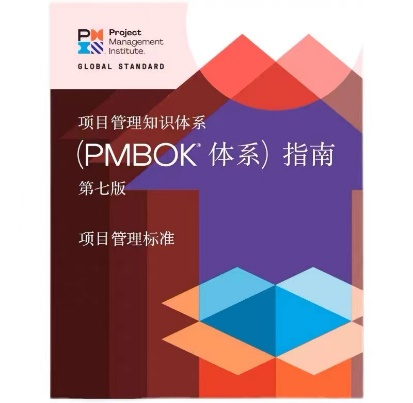 Project
Management
Institute.
GLOBAL STANDARD
项目管理知识体系
(PMBOK® 体系) 指南
第七版
项目管理标准